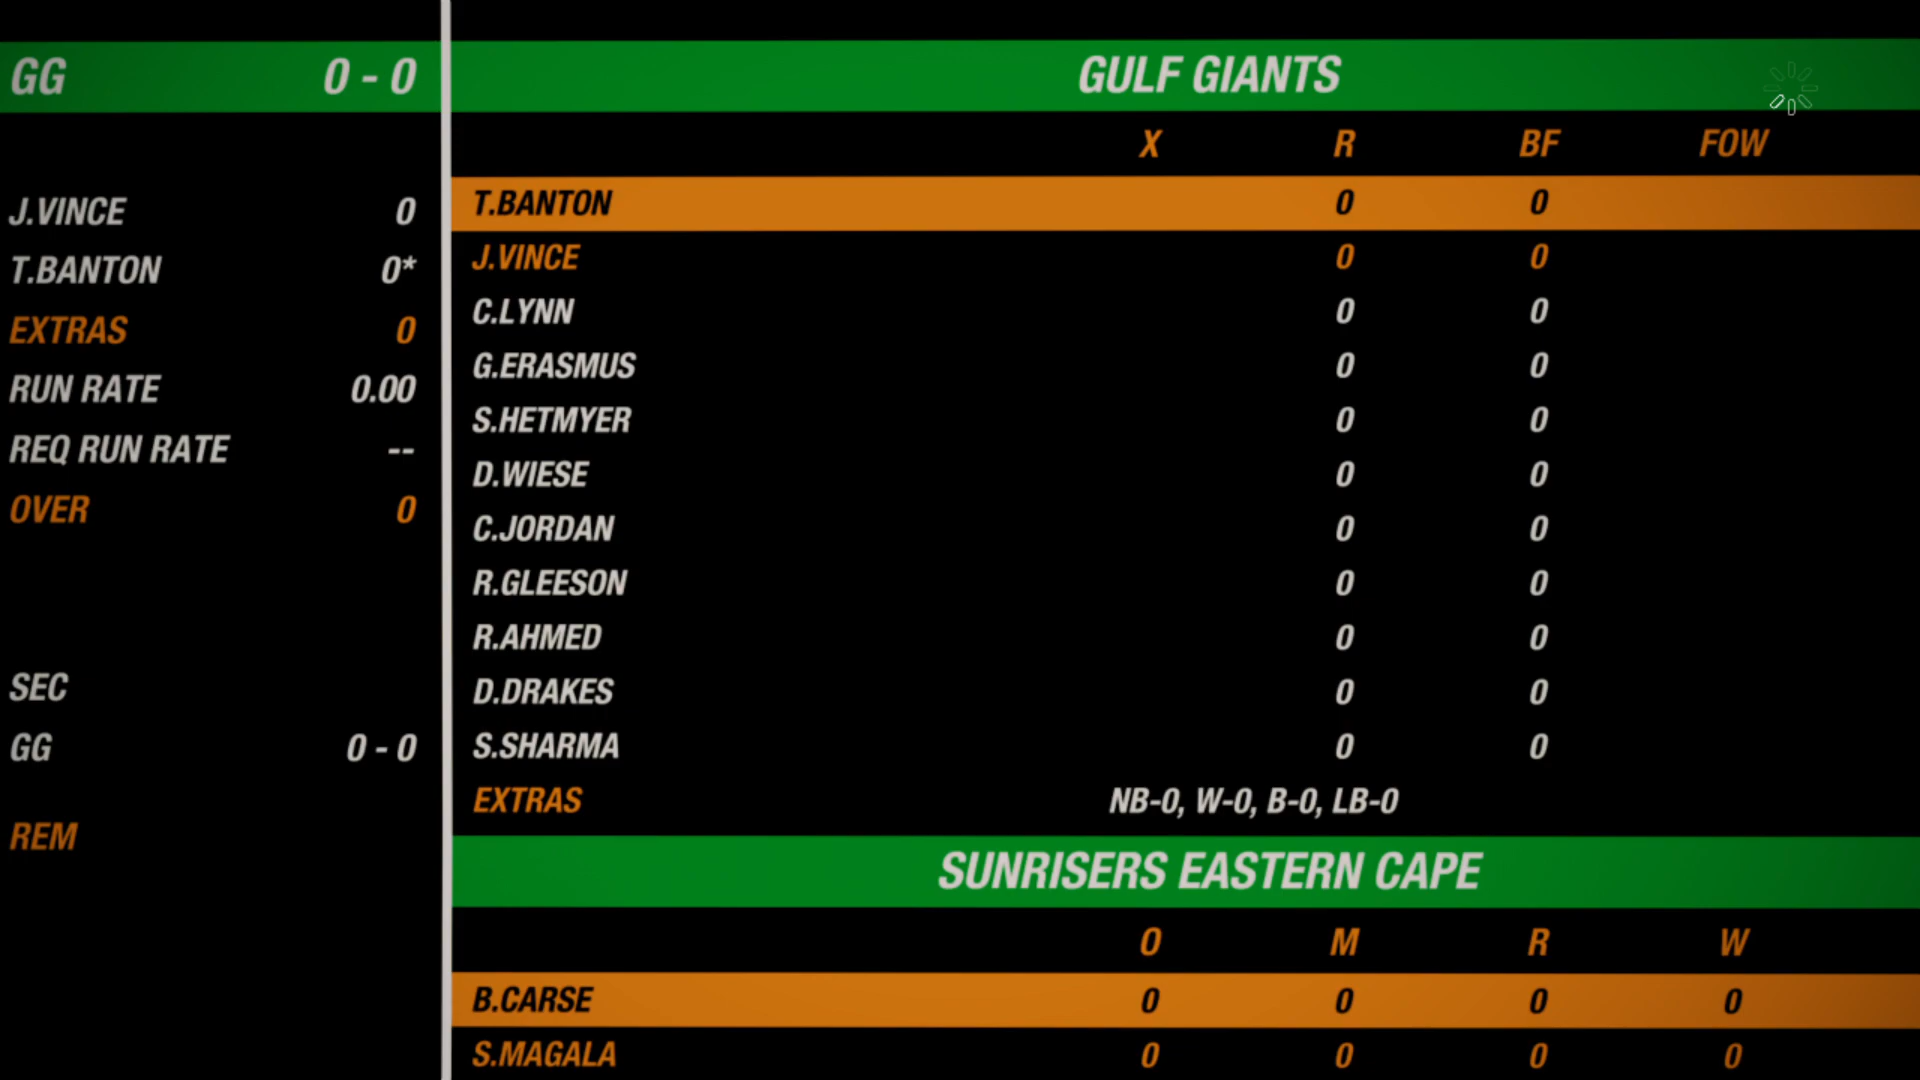 GG 0 - 0
J.VINCE 0
T.BANTON 0*
EXTRAS 0
RUN RATE 0.00
REQ RUN RATE --
OVER 0
SEC
GG 0 - 0
REM
GULF GIANTS
X R BF FOW
T.BANTON 0 0
J.VINCE 0 0
C.LYNN 0 0
G.ERASMUS 0 0
S.HETMYER 0 0
D.WIESE 0 0
C.JORDAN 0 0
R.GLEESON 0 0
R.AHMED 0 0
D.DRAKES 0 0
S.SHARMA 0 0
EXTRAS NB-0, W-0, B-0, LB-0
SUNRISERS EASTERN CAPE
O M R W
B.CARSE 0 0 0 0
S.MAGALA 0 0 0 0